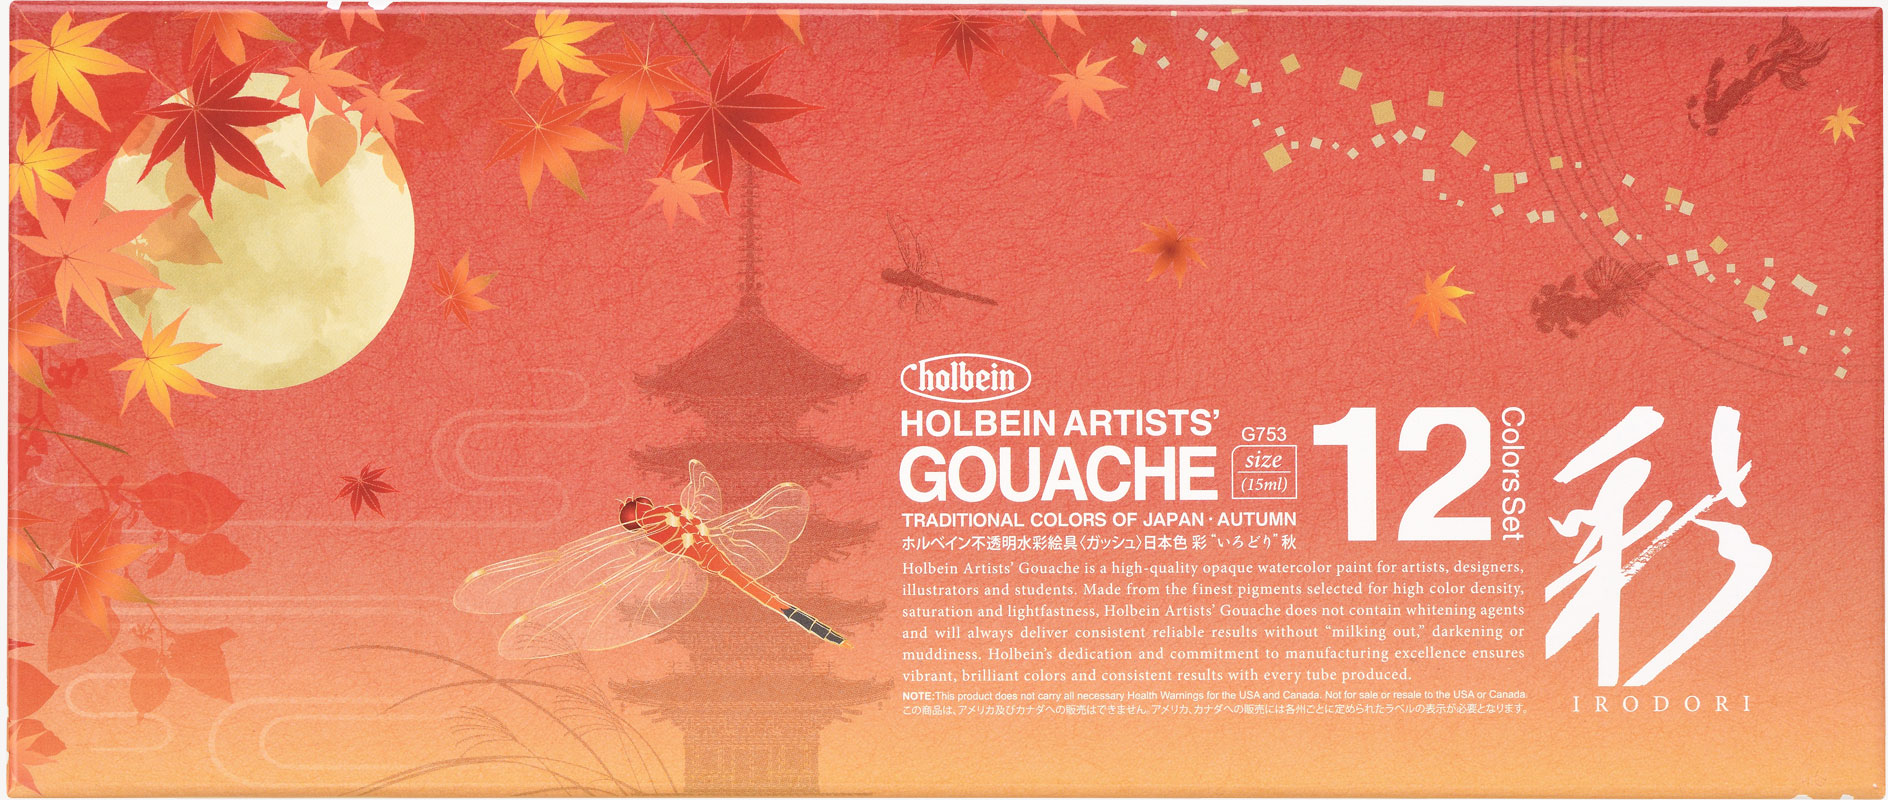 holbein
HOLBEIN ARTISTS’
GOUACHE
G753
size
(15ml)
12
Colors Set
彩
IRODORI
TRADITIONAL COLORS OF JAPAN · AUTUMN
ホルベイン不透明水彩絵具〈ガッシュ〉日本色 彩 “いろどり” 秋
Holbein Artists’ Gouache is a high-quality opaque watercolor paint for artists, designers,
illustrators and students. Made from the finest pigments selected for high color density,
saturation and lightfastness, Holbein Artists’ Gouache does not contain whitening agents
and will always deliver consistent reliable results without “milking out,” darkening or
muddiness. Holbein’s dedication and commitment to manufacturing excellence ensures
vibrant, brilliant colors and consistent results with every tube produced.
NOTE:This product does not carry all necessary Health Warnings for the USA and Canada. Not for sale or resale to the USA or Canada
この商品は、アメリカ及びカナダへの販売はできません。アメリカ、カナダへの販売には各州ごとに定められたラベルの表示が必要となります。